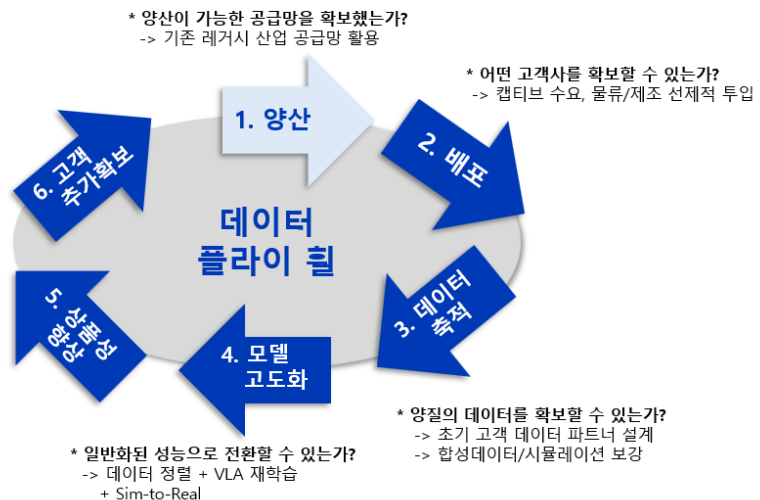 * 양산이 가능한 공급망을 확보했는가?
-> 기존 레거시 산업 공급망 활용
1. 양산
* 어떤 고객사를 확보할 수 있는가?
-> 캡티브 수요, 물류/제조 선제적 투입
2. 배포
데이터
플라이 휠
3. 데이터
축적
* 양질의 데이터를 확보할 수 있는가?
-> 초기 고객 데이터 파트너 설계
-> 합성데이터/시뮬레이션 보강
4. 모델
고도화
* 일반화된 성능으로 전환할 수 있는가?
-> 데이터 정렬 + VLA 재학습
+ Sim-to-Real
5. 상품성
향상
6. 고객
추가확보